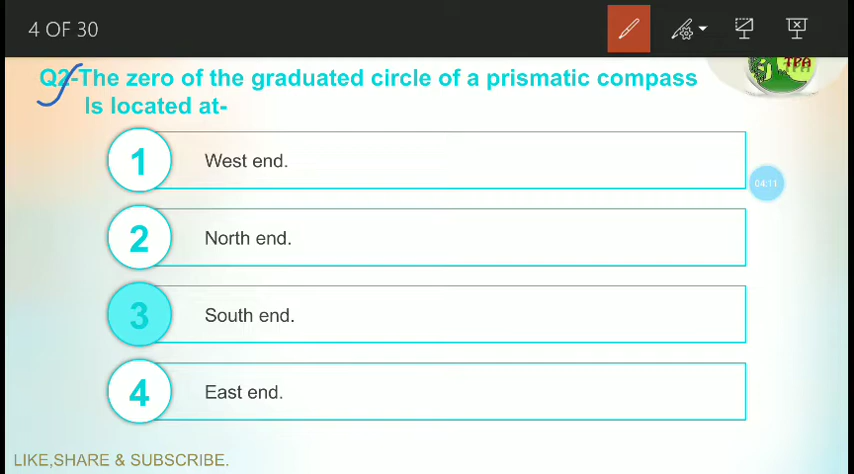 4 OF 30
Q2-The zero of the graduated circle of a prismatic compass
Is located at-
TPA
1
West end.
04:11
2
North end.
3
South end.
4
East end.
LIKE,SHARE & SUBSCRIBE.